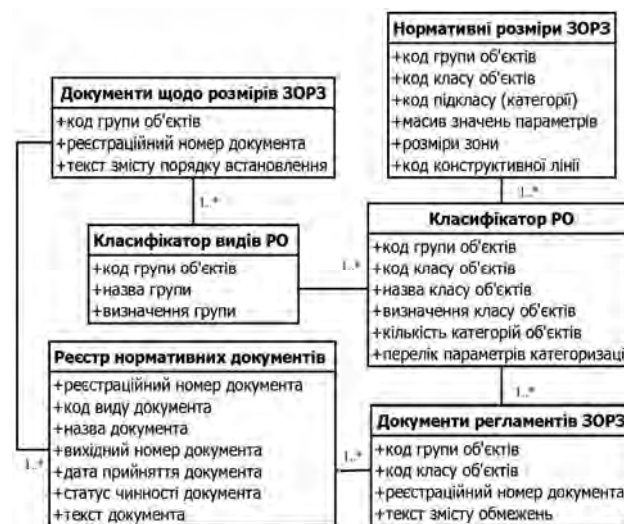 Нормативні розміри ЗОРЗ
+код групи об'єктів
+код класу об'єктів
+код підкласу (категорії)
+масив значень параметрів
+розміри зони
+код конструктивної лінії
Документи щодо розмірів ЗОРЗ
+код групи об'єктів
+реєстраційний номер документа
+текст змісту порядку встановлення
1..*
1..*
Класифікатор видів РО
+код групи об'єктів
+назва групи
+визначення групи
1..*
Класифікатор РО
+код групи об'єктів
+код класу об'єктів
+назва класу об'єктів
+визначення класу об'єктів
+кількість категорій об'єктів
+перелік параметрів категоризаці
Реєстр нормативних документів
+реєстраційний номер документа
+код виду документа
+назва документа
+вихідний номер документа
+дата прийняття документа
+статус чинності документа
+текст документа
1..*
1..*
1..*
Документи регламентів ЗОРЗ
+код групи об'єктів
+код класу об'єктів
+реєстраційний номер документа
+текст змісту обмежень